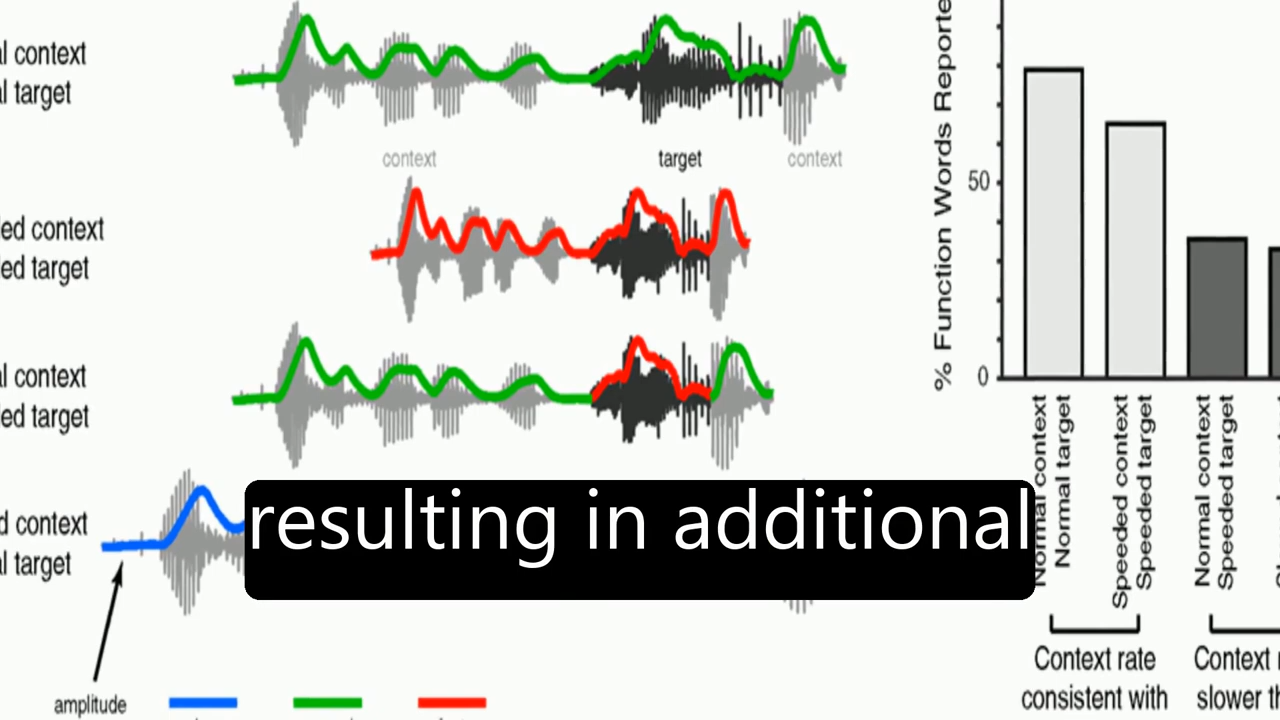 al context
al target
context
target
context
ed context
ed target
al context
ed target
d context
al target
resulting in additional
amplitude
% Function Words Reporte
50
0
Normal context
Normal target
Speeded context
Speeded target
Normal context
Speeded target
Context rate
consistent with
Context
slower th